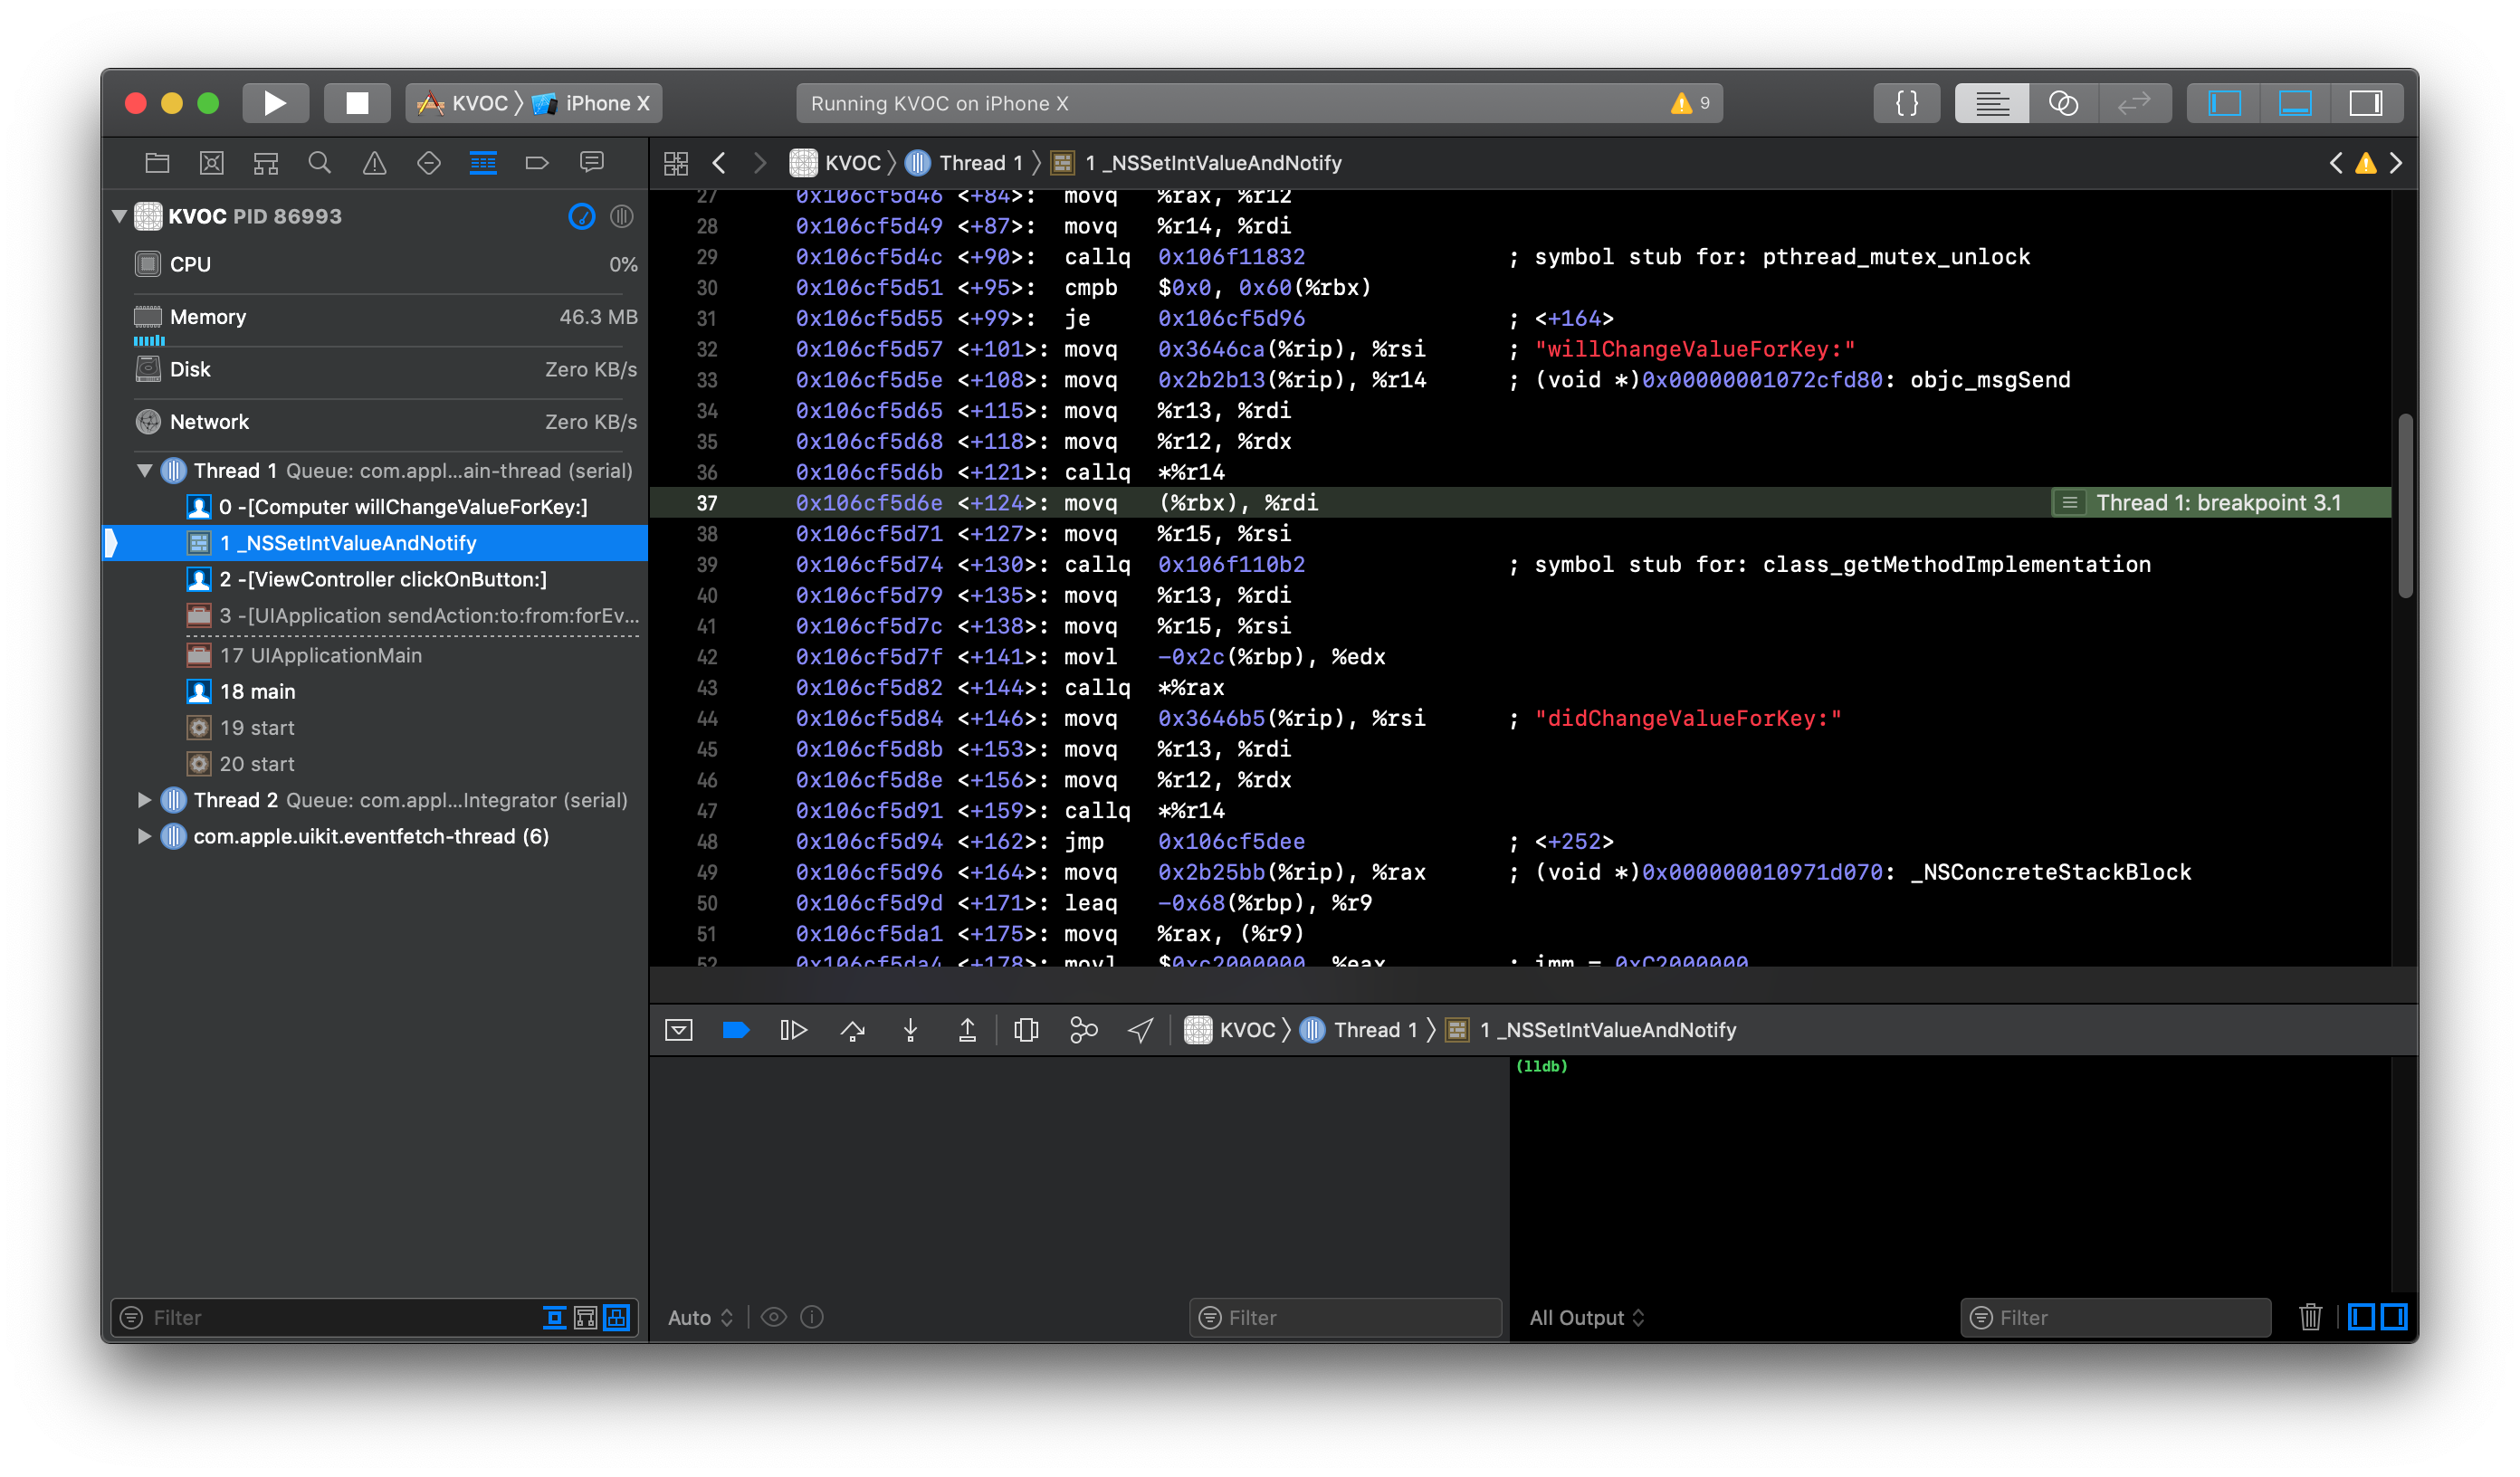 KVOC 〉 iPhone X
Running KVOC on iPhone X
9
{ }
KVOC PID 86993
CPU 0%
Memory 46.3 MB
Disk Zero KB/s
Network Zero KB/s
Thread 1 Queue: com.appl...ain-thread (serial)
0 -[Computer willChangeValueForKey:]
1 _NSSetIntValueAndNotify
2 -[ViewController clickOnButton:]
3 -[UIApplication sendAction:to:from:forEv...
17 UIApplicationMain
18 main
19 start
20 start
Thread 2 Queue: com.appl...Integrator (serial)
com.apple.uikit.eventfetch-thread (6)
Filter
KVOC 〉 Thread 1 〉 1 _NSSetIntValueAndNotify
27 0x106cf5d46 <+84>: movq %rax, %r12
28 0x106cf5d49 <+87>: movq %r14, %rdi
29 0x106cf5d4c <+90>: callq 0x106f11832 ; symbol stub for: pthread_mutex_unlock
30 0x106cf5d51 <+95>: cmpb $0x0, 0x60(%rbx)
31 0x106cf5d55 <+99>: je 0x106cf5d96 ; <+164>
32 0x106cf5d57 <+101>: movq 0x3646ca(%rip), %rsi ; "willChangeValueForKey:"
33 0x106cf5d5e <+108>: movq 0x2b2b13(%rip), %r14 ; (void *)0x00000001072cfd80: objc_msgSend
34 0x106cf5d65 <+115>: movq %r13, %rdi
35 0x106cf5d68 <+118>: movq %r12, %rdx
36 0x106cf5d6b <+121>: callq *%r14
37 0x106cf5d6e <+124>: movq (%rbx), %rdi Thread 1: breakpoint 3.1
38 0x106cf5d71 <+127>: movq %r15, %rsi
39 0x106cf5d74 <+130>: callq 0x106f110b2 ; symbol stub for: class_getMethodImplementation
40 0x106cf5d79 <+135>: movq %r13, %rdi
41 0x106cf5d7c <+138>: movq %r15, %rsi
42 0x106cf5d7f <+141>: movl -0x2c(%rbp), %edx
43 0x106cf5d82 <+144>: callq *%rax
44 0x106cf5d84 <+146>: movq 0x3646b5(%rip), %rsi ; "didChangeValueForKey:"
45 0x106cf5d8b <+153>: movq %r13, %rdi
46 0x106cf5d8e <+156>: movq %r12, %rdx
47 0x106cf5d91 <+159>: callq *%r14
48 0x106cf5d94 <+162>: jmp 0x106cf5dee ; <+252>
49 0x106cf5d96 <+164>: movq 0x2b25bb(%rip), %rax ; (void *)0x000000010971d070: _NSConcreteStackBlock
50 0x106cf5d9d <+171>: leaq -0x68(%rbp), %r9
51 0x106cf5da1 <+175>: movq %rax, (%r9)
52 0x106cf5da4 <+178>: movl $0xc2000000, %eax ; imm = 0xC2000000
KVOC 〉 Thread 1 〉 1 _NSSetIntValueAndNotify
(lldb)
Auto
Filter
All Output
Filter